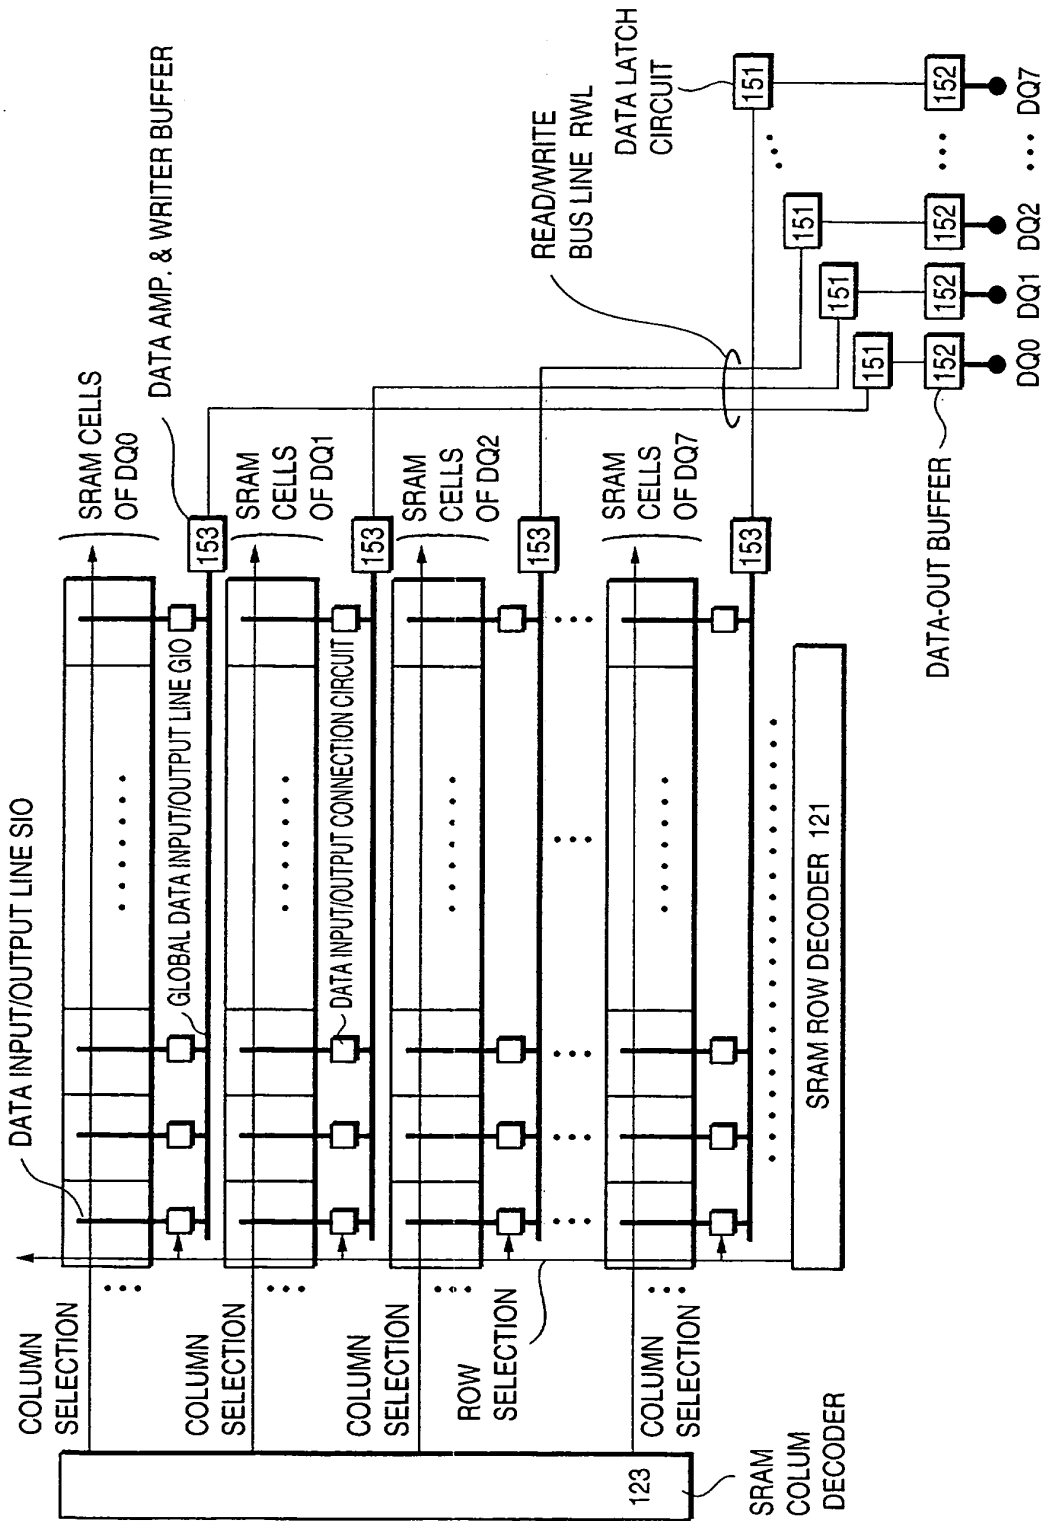 DATA INPUT/OUTPUT LINE SIO
DATA AMP. & WRITER BUFFER
COLUMN
SELECTION
SRAM CELLS
OF DQ0
153
GLOBAL DATA INPUT/OUTPUT LINE GIO
COLUMN
SELECTION
SRAM
CELLS
OF DQ1
153
DATA INPUT/OUTPUT CONNECTION CIRCUIT
COLUMN
SELECTION
SRAM
CELLS
OF DQ2
153
ROW
SELECTION
COLUMN
SELECTION
SRAM
CELLS
OF DQ7
153
READ/WRITE
BUS LINE RWL
DATA LATCH
CIRCUIT
151
151
151
151
152
152
152
152
DQ0
DQ1
DQ2
DQ7
DATA-OUT BUFFER
SRAM ROW DECODER 121
123
SRAM
COLUM
DECODER